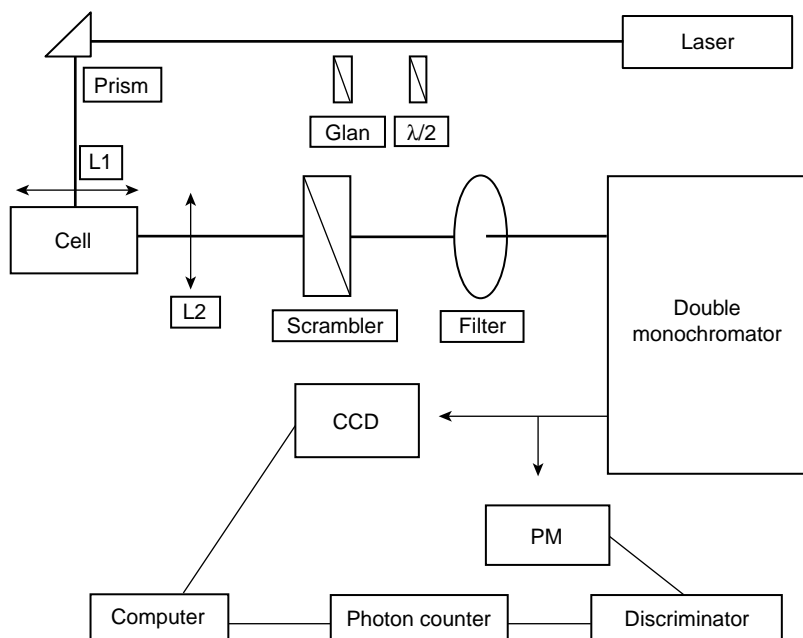 Laser
Prism
Glan
λ/2
L1
Cell
L2
Scrambler
Filter
Double
monochromator
CCD
PM
Computer
Photon counter
Discriminator